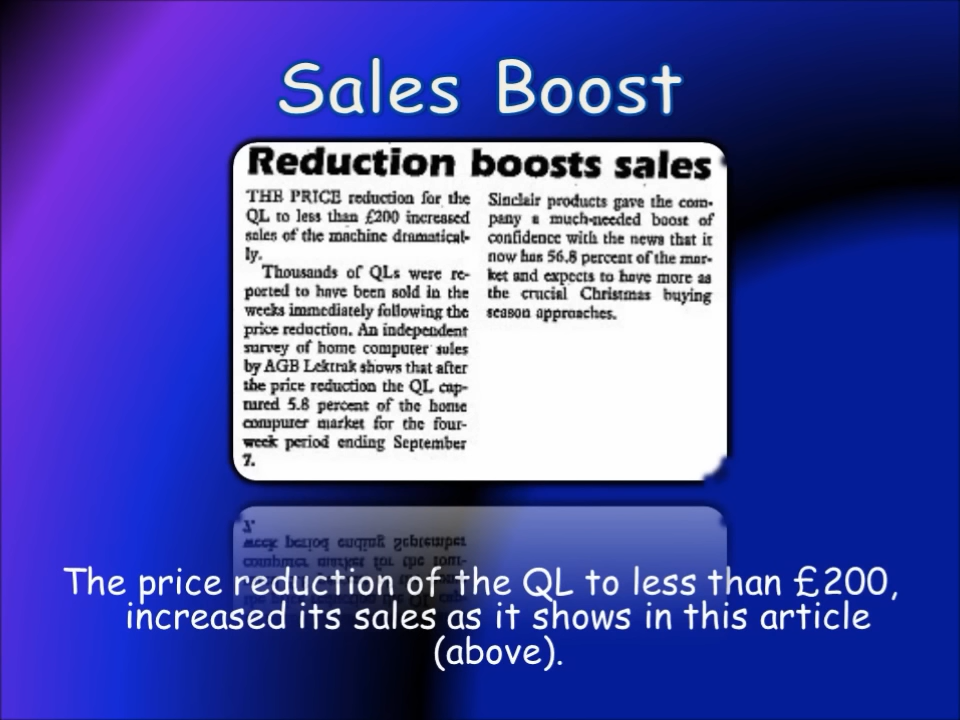 Sales Boost
Reduction boosts sales
THE PRICE reduction for the
QL to less than £200 increased
sales of the machine dramatical-
ly.
Thousands of QLs were re-
ported to have been sold in the
weeks immediately following the
price reduction. An independent
survey of home computer sales
by AGB Lektrak shows that after
the price reduction the QL cap-
tured 5.8 percent of the home
computer market for the four-
week period ending September
7.
Sinclair products gave the com-
pany a much-needed boost of
confidence with the news that it
now has 56.8 percent of the mar-
ket and expects to have more as
the crucial Christmas buying
season approaches.
The price reduction of the QL to less than £200,
increased its sales as it shows in this article
(above).